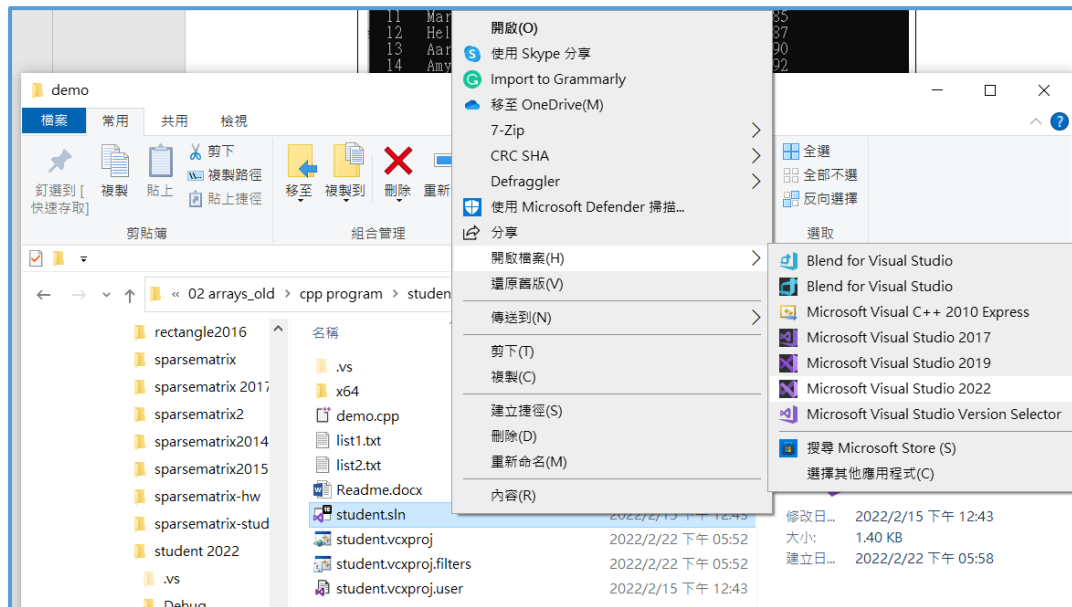 11 Mar 85
12 Hel 87
13 Aar 90
14 Amy 92
demo
檔案 常用 共用 檢視
釘選到 [
快速存取]
複製
貼上
剪下
複製路徑
貼上捷徑
剪貼簿
移至
複製到
刪除
重新
組合管理
全選
全部不選
反向選擇
選取
« 02 arrays_old > cpp program > studen
rectangle2016
sparsematrix
sparsematrix 2017
sparsematrix2
sparsematrix2014
sparsematrix2015
sparsematrix-hw
sparsematrix-stud
student 2022
.vs
Debug
名稱
.vs
x64
demo.cpp
list1.txt
list2.txt
Readme.docx
student.sln 2022/2/15 下午 12:43
student.vcxproj 2022/2/22 下午 05:52
student.vcxproj.filters 2022/2/22 下午 05:52
student.vcxproj.user 2022/2/15 下午 12:43
開啟(O)
使用 Skype 分享
Import to Grammarly
移至 OneDrive(M)
7-Zip
CRC SHA
Defraggler
使用 Microsoft Defender 掃描...
分享
開啟檔案(H)
還原舊版(V)
傳送到(N)
剪下(T)
複製(C)
建立捷徑(S)
刪除(D)
重新命名(M)
內容(R)
Blend for Visual Studio
Blend for Visual Studio
Microsoft Visual C++ 2010 Express
Microsoft Visual Studio 2017
Microsoft Visual Studio 2019
Microsoft Visual Studio 2022
Microsoft Visual Studio Version Selector
搜尋 Microsoft Store (S)
選擇其他應用程式(C)
修改日... 2022/2/15 下午 12:43
大小: 1.40 KB
建立日... 2022/2/22 下午 05:58